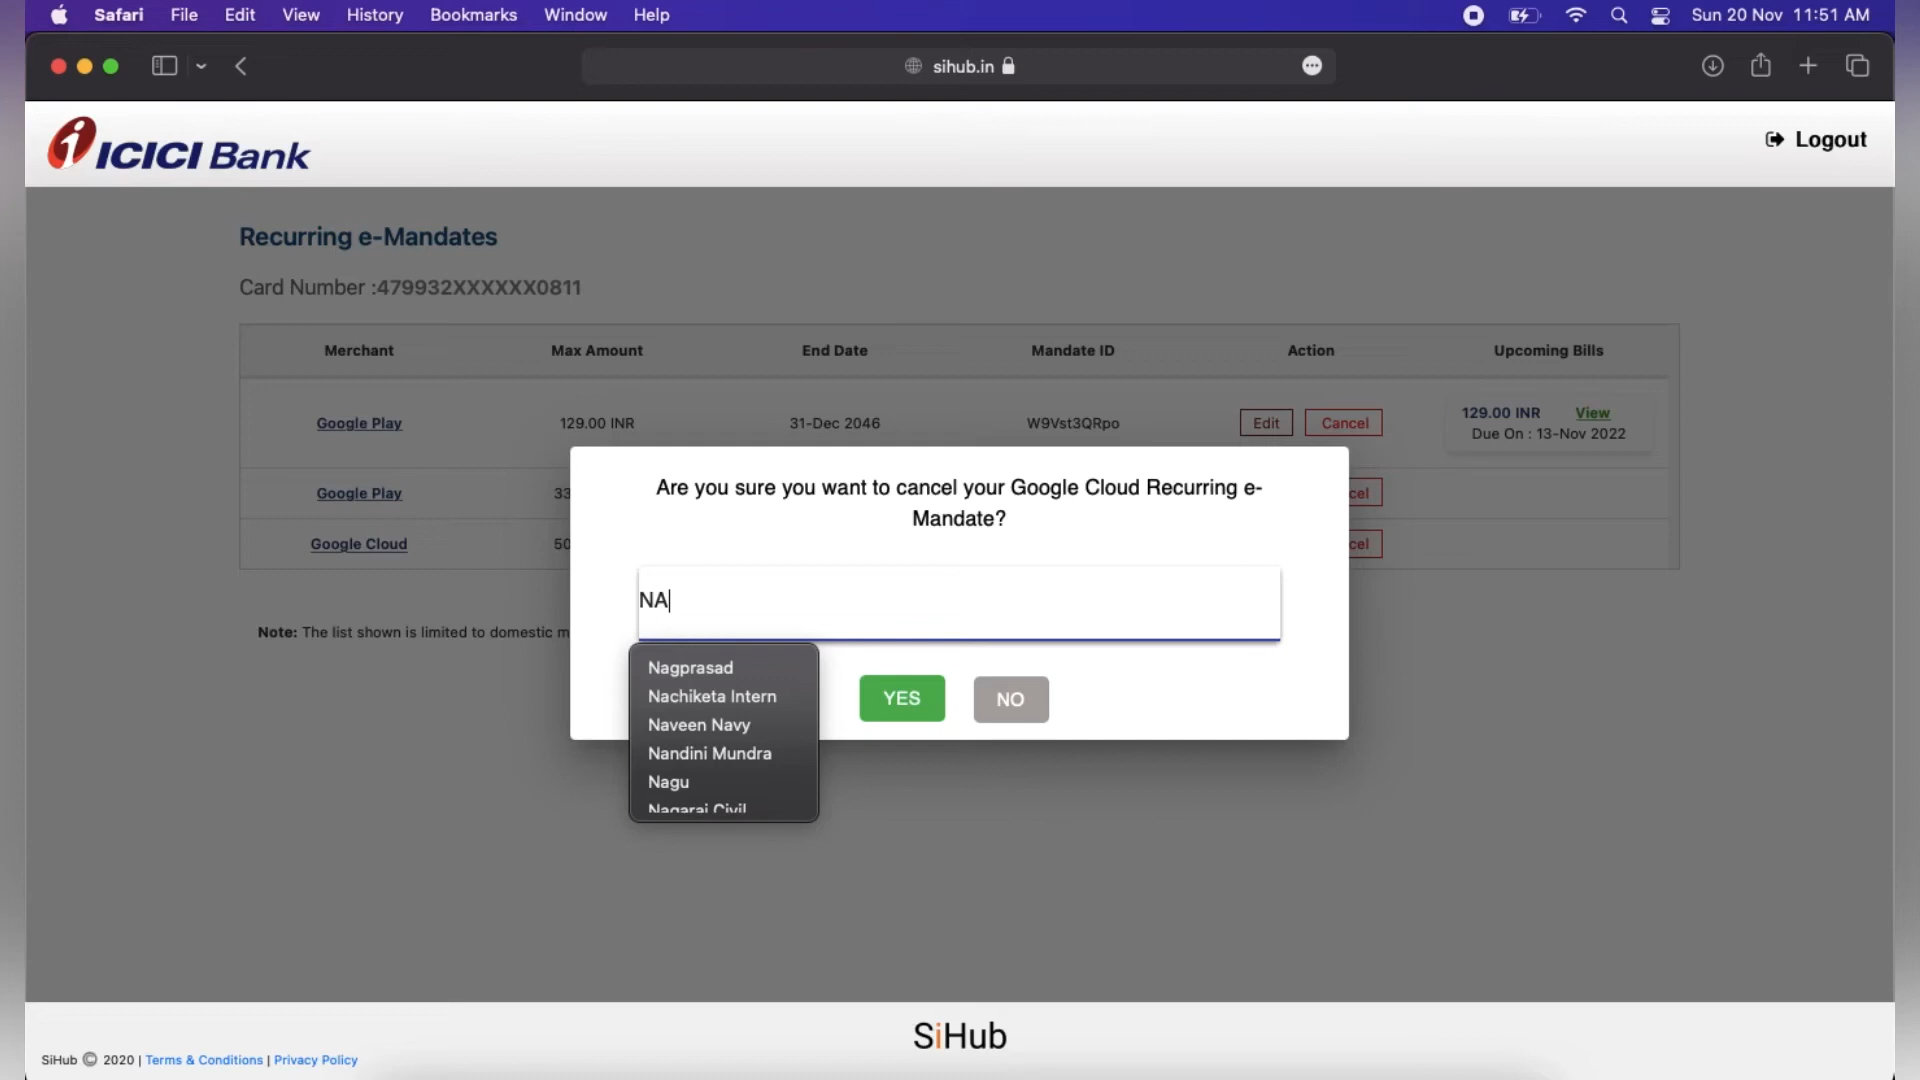 Safari File Edit View History Bookmarks Window Help Sun 20 Nov 11:51 AM
sihub.in
ICICI Bank
Logout
Recurring e-Mandates
Card Number :479932XXXXXX0811
Merchant Max Amount End Date Mandate ID Action Upcoming Bills
Google Play 129.00 INR 31-Dec 2046 W9Vst3QRpo Edit Cancel 129.00 INR View
Due On : 13-Nov 2022
Are you sure you want to cancel your Google Cloud Recurring e-
Mandate?
Google Play 33 cel
Google Cloud 50 cel
NA
Note: The list shown is limited to domestic m
Nagprasad
Nachiketa Intern
Naveen Navy
Nandini Mundra
Nagu
Nagaraj Civil
YES NO
SiHub
SiHub © 2020 | Terms & Conditions | Privacy Policy